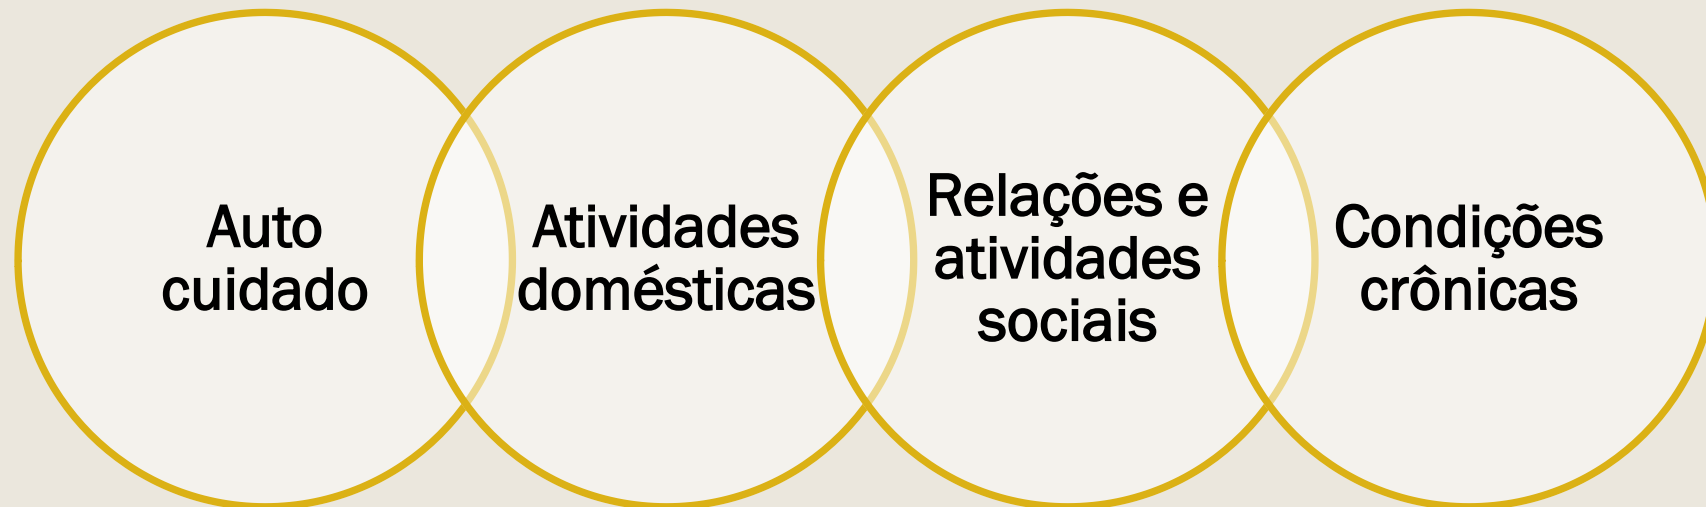 Auto
cuidado
Atividades
domésticas
Relações e
atividades
sociais
Condições
crônicas